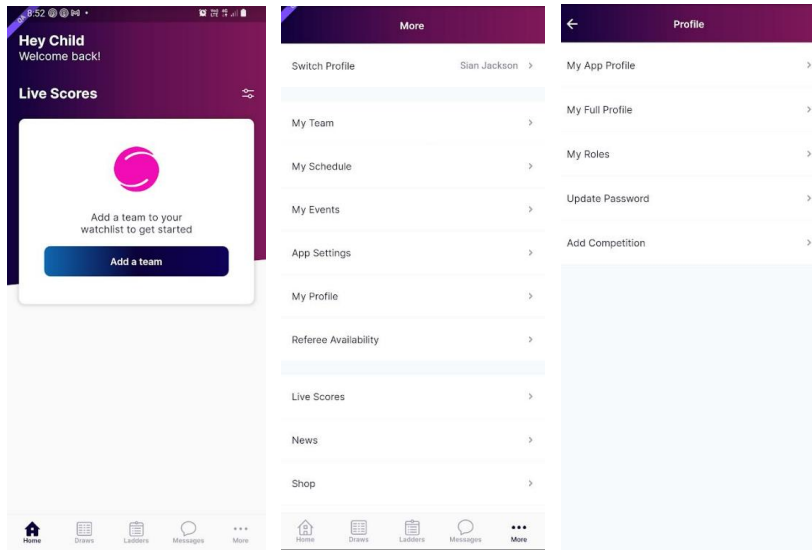 8:52
Hey Child
Welcome back!
Live Scores
Add a team to your
watchlist to get started
Add a team
Home Draws Ladders Messages More
More
Switch Profile Sian Jackson
My Team
My Schedule
My Events
App Settings
My Profile
Referee Availability
Live Scores
News
Shop
Home Draws Ladders Messages More
Profile
My App Profile
My Full Profile
My Roles
Update Password
Add Competition